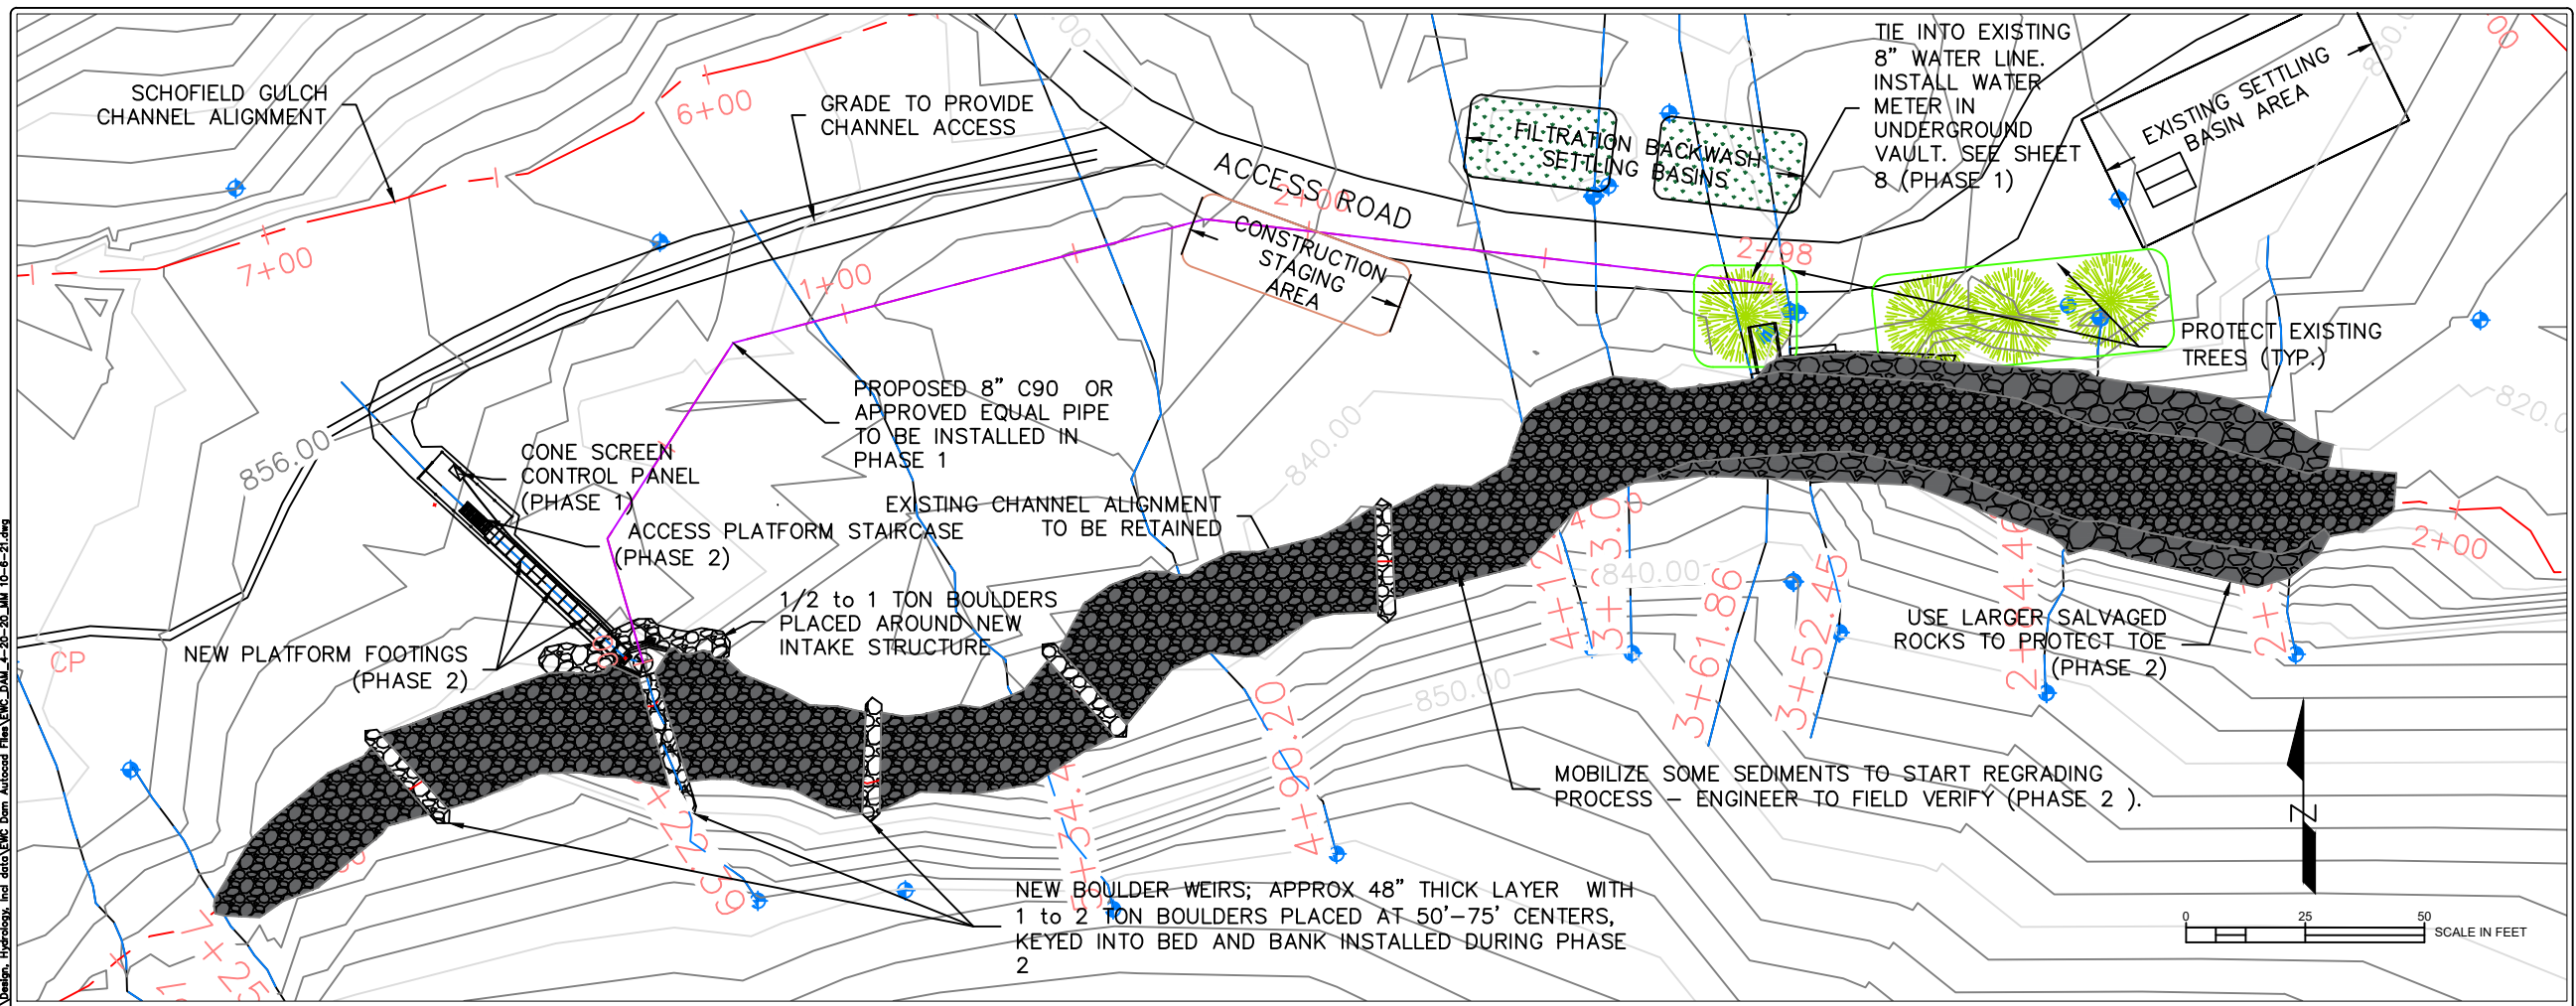 SCHOFIELD GULCH
CHANNEL ALIGNMENT
6+00
7+00
GRADE TO PROVIDE
CHANNEL ACCESS
ACCESS ROAD
2+00
CONSTRUCTION
STAGING
AREA
1+00
FILTRATION BACKWASH
SETTLING BASINS
TIE INTO EXISTING
8" WATER LINE.
INSTALL WATER
METER IN
UNDERGROUND
VAULT. SEE SHEET
8 (PHASE 1)
2+98
EXISTING SETTLING
BASIN AREA
PROTECT EXISTING
TREES (TYP.)
856.00
840.00
PROPOSED 8" C90 OR
APPROVED EQUAL PIPE
TO BE INSTALLED IN
PHASE 1
CONE SCREEN
CONTROL PANEL
(PHASE 1)
ACCESS PLATFORM STAIRCASE
(PHASE 2)
EXISTING CHANNEL ALIGNMENT
TO BE RETAINED
1/2 to 1 TON BOULDERS
PLACED AROUND NEW
INTAKE STRUCTURE
NEW PLATFORM FOOTINGS
(PHASE 2)
CP
840.00
850.00
3+61.86
3+52.45
4+90.20
2+00
USE LARGER SALVAGED
ROCKS TO PROTECT TOE
(PHASE 2)
MOBILIZE SOME SEDIMENTS TO START REGRADING
PROCESS – ENGINEER TO FIELD VERIFY (PHASE 2 ).
NEW BOULDER WEIRS; APPROX 48" THICK LAYER WITH
1 to 2 TON BOULDERS PLACED AT 50'–75' CENTERS,
KEYED INTO BED AND BANK INSTALLED DURING PHASE
2
N
0 25 50
SCALE IN FEET